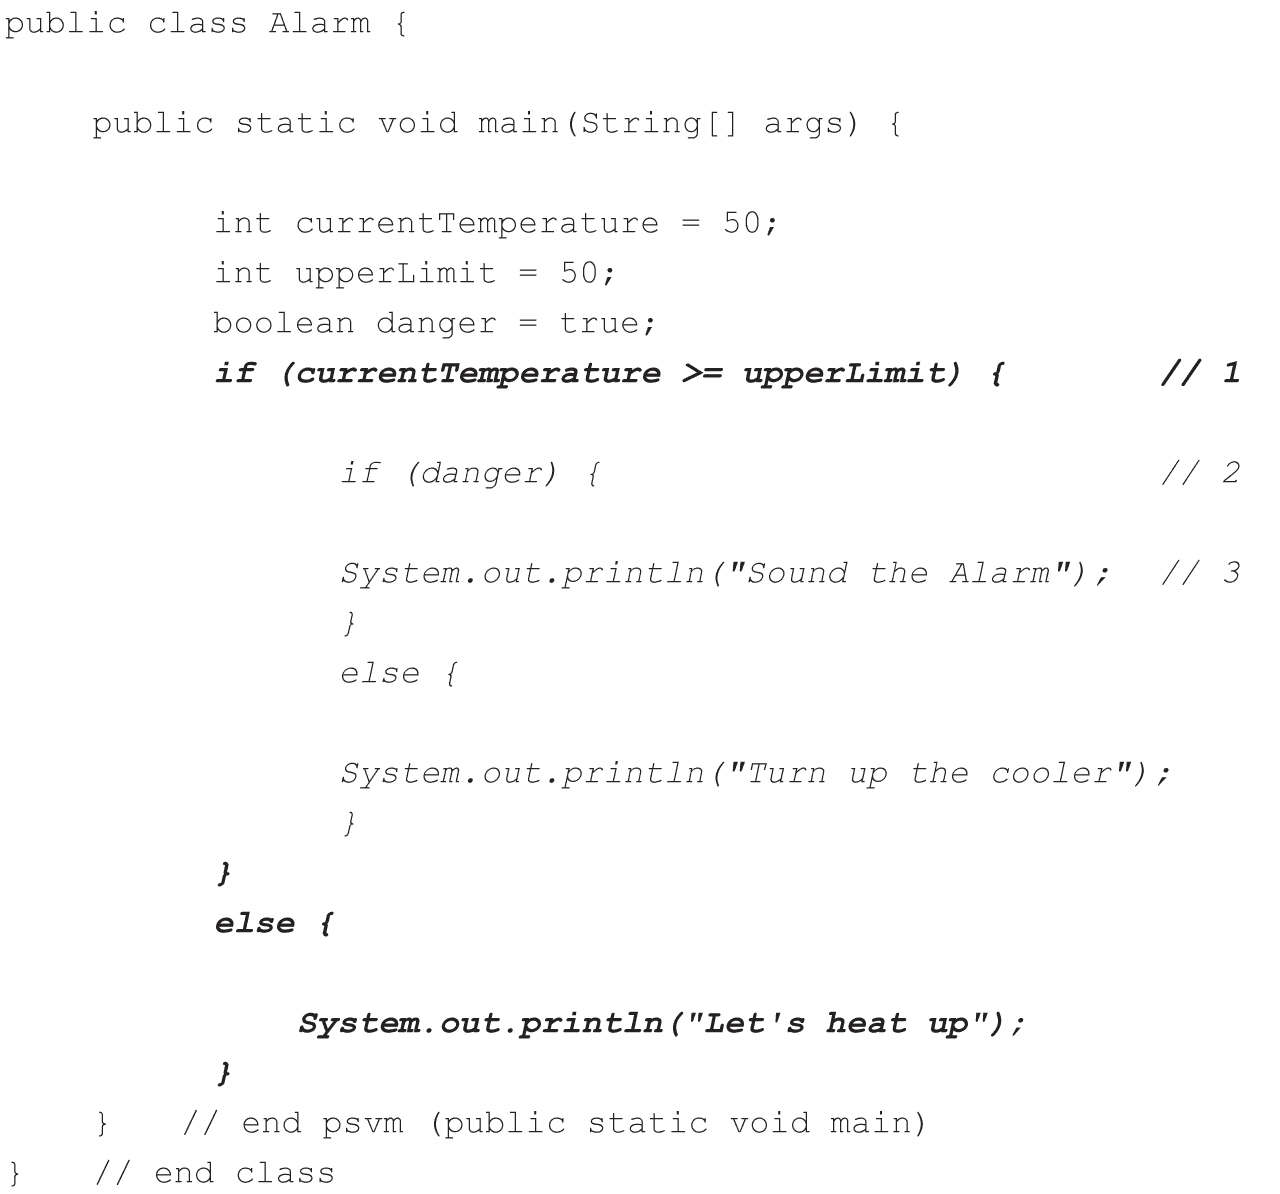 public class Alarm {
public static void main(String[] args) {
int currentTemperature = 50;
int upperLimit = 50;
boolean danger = true;
if (currentTemperature >= upperLimit) { // 1
if (danger) { // 2
System.out.println("Sound the Alarm"); // 3
}
else {
System.out.println("Turn up the cooler");
}
}
else {
System.out.println("Let's heat up");
}
} // end psvm (public static void main)
} // end class